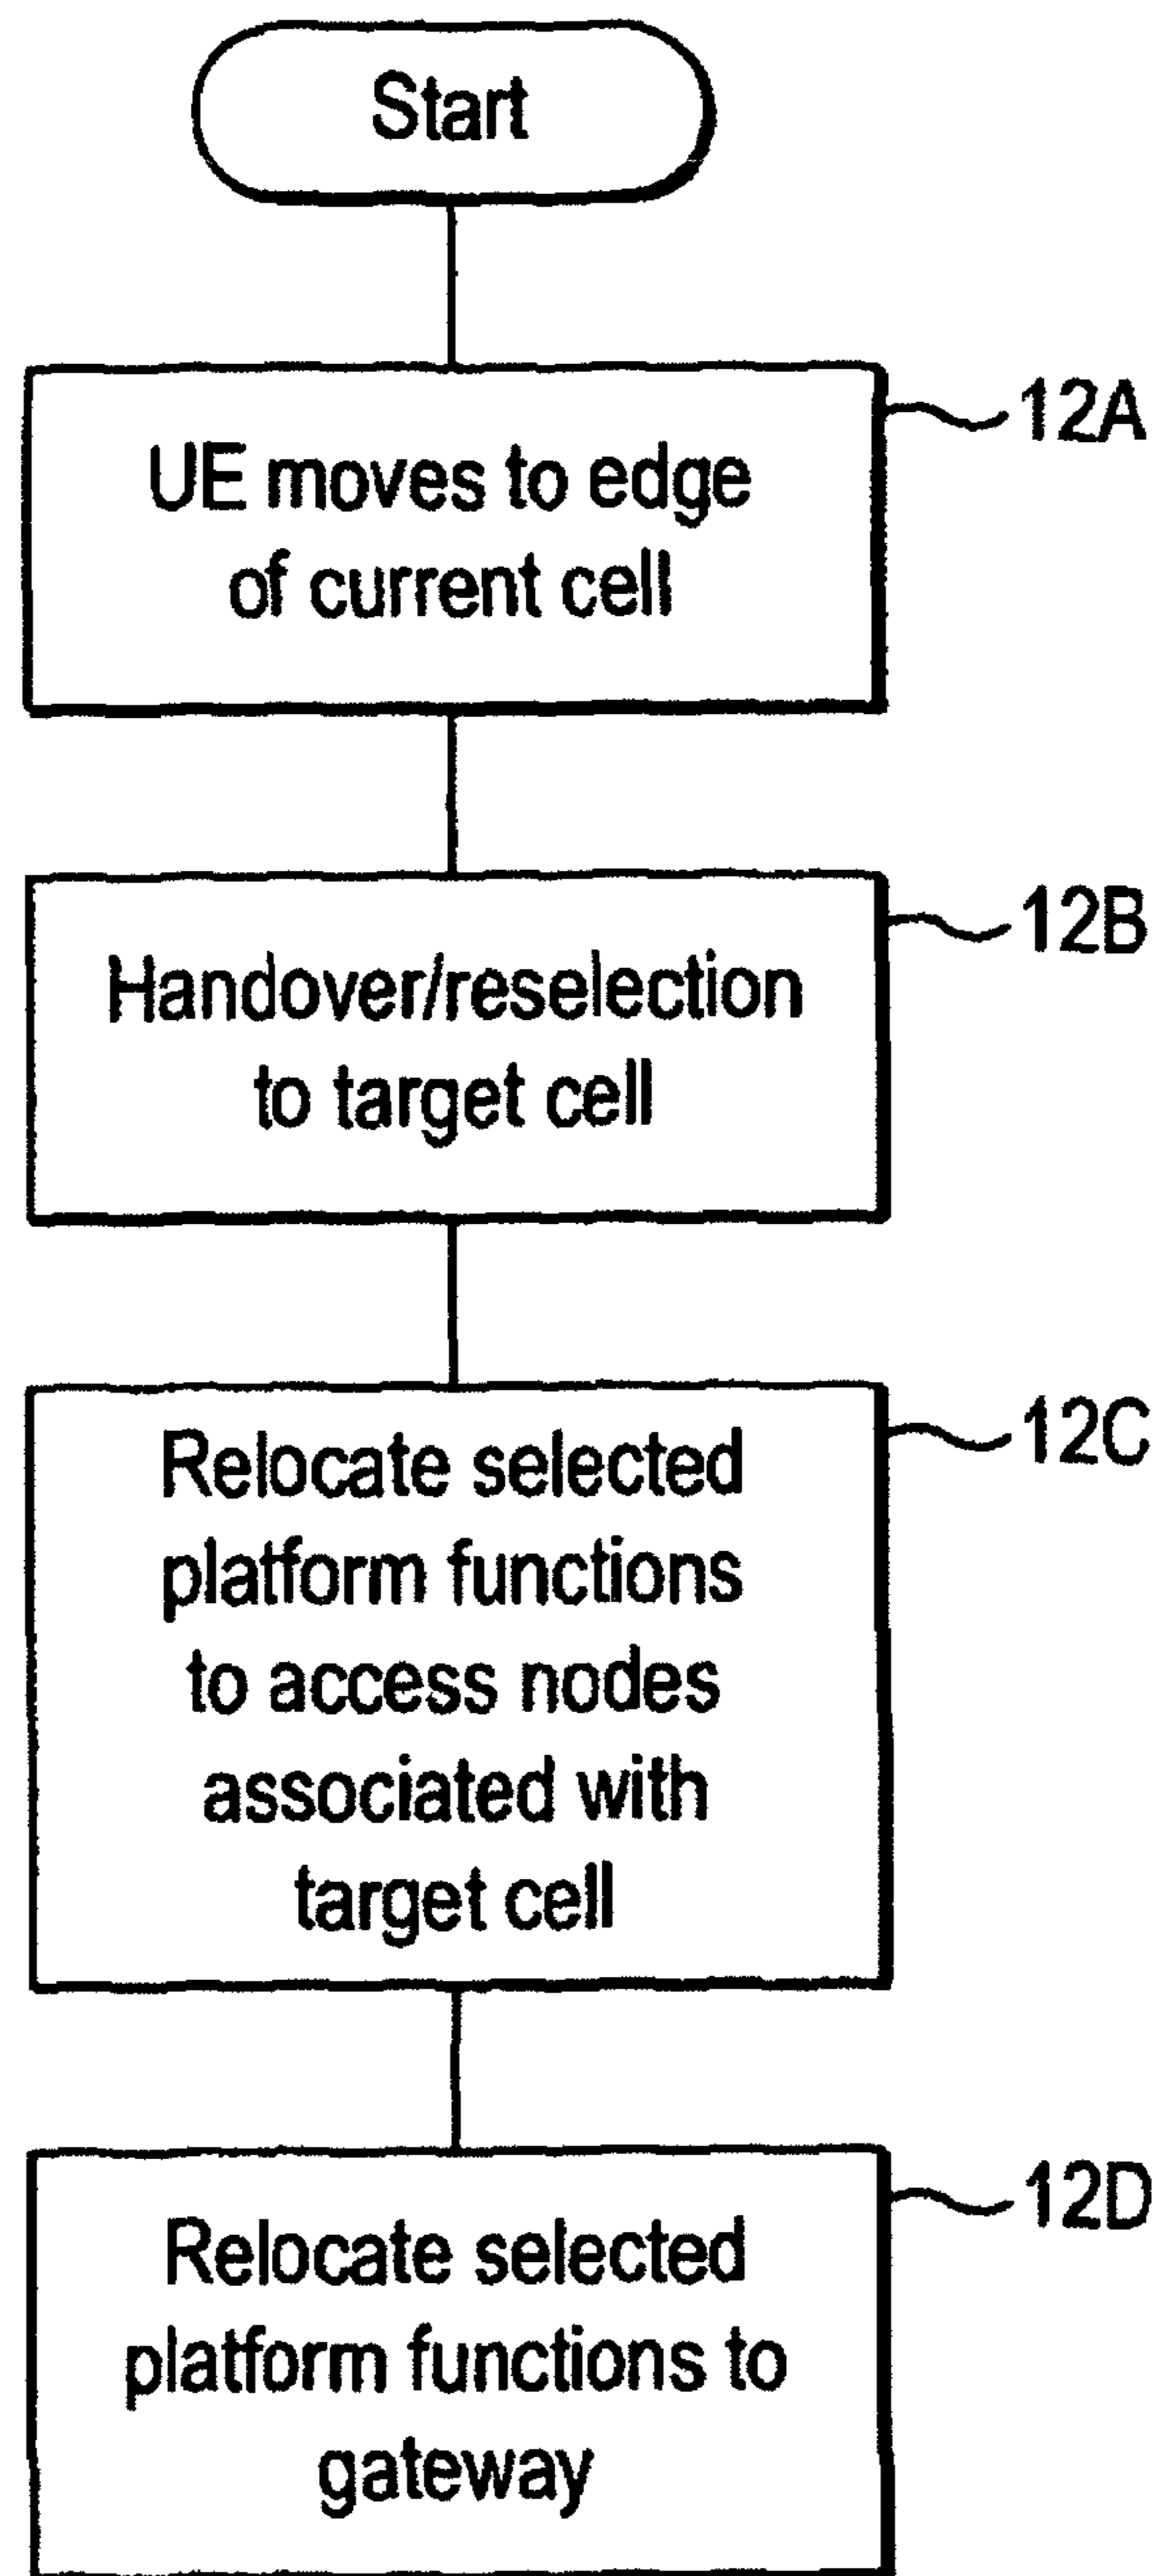 Start
UE moves to edge
of current cell
12A
Handover/reselection
to target cell
12B
Relocate selected
platform functions
to access nodes
associated with
target cell
12C
Relocate selected
platform functions to
gateway
12D